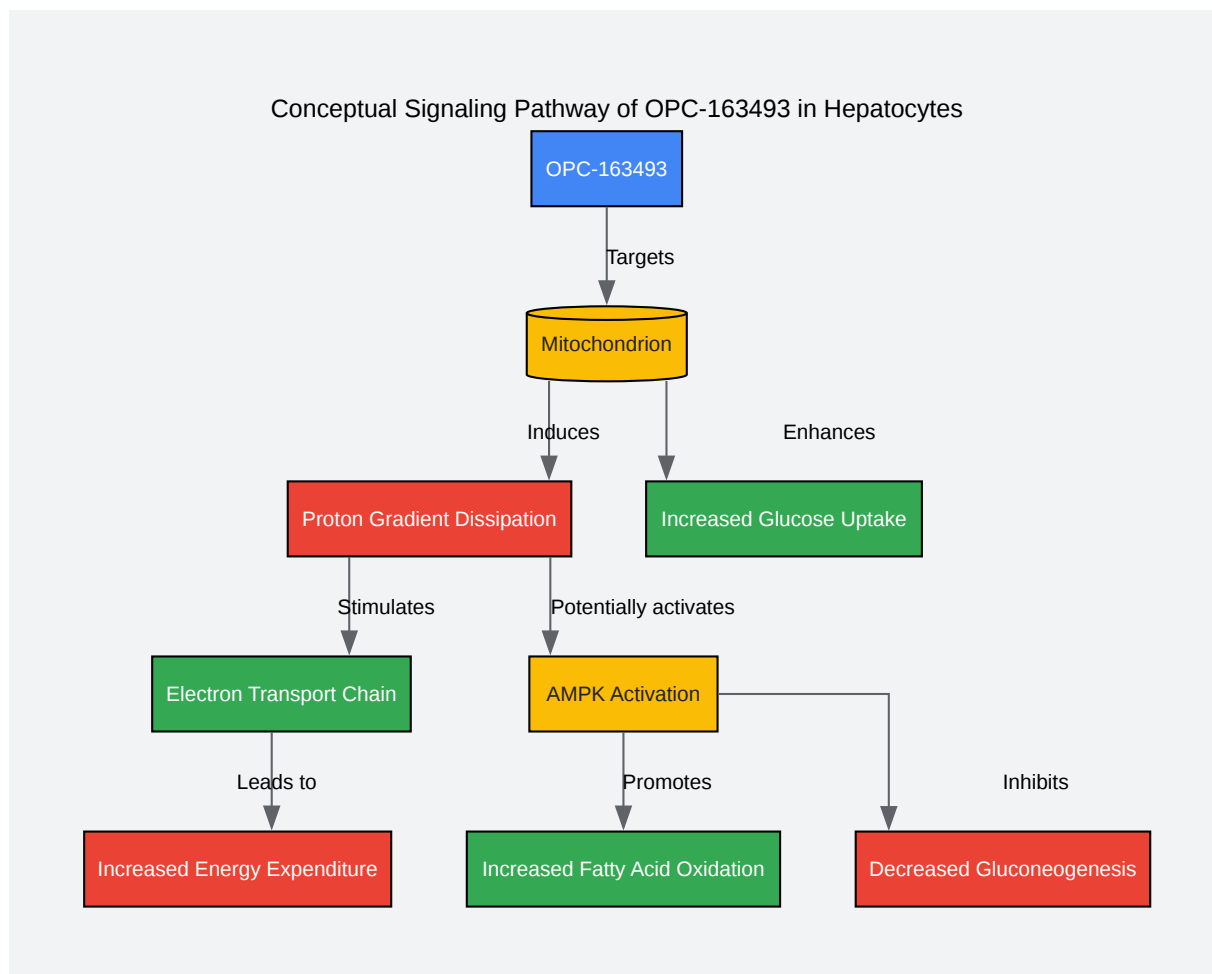 Conceptual Signaling Pathway of OPC-163493 in Hepatocytes
OPC-163493
Targets
Mitochondrion
Induces
Enhances
Proton Gradient Dissipation
Increased Glucose Uptake
Stimulates
Potentially activates
Electron Transport Chain
AMPK Activation
Leads to
Promotes
Inhibits
Increased Energy Expenditure
Increased Fatty Acid Oxidation
Decreased Gluconeogenesis